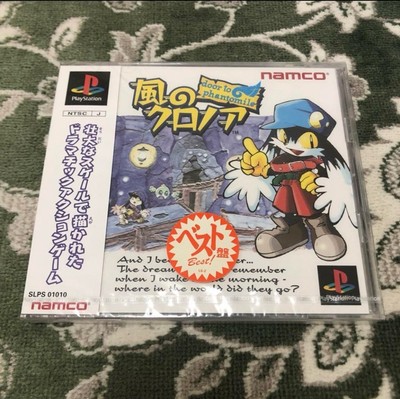 PlayStation
NTSC J
壮大なスケールで描かれた
ドラマチックアクションゲーム
SLPS 01010
namco
namco
風のクロノア
door to phantomile
ベスト盤
Best!
And I be
The dream remember
when I wake morning -
where in the world did they go?